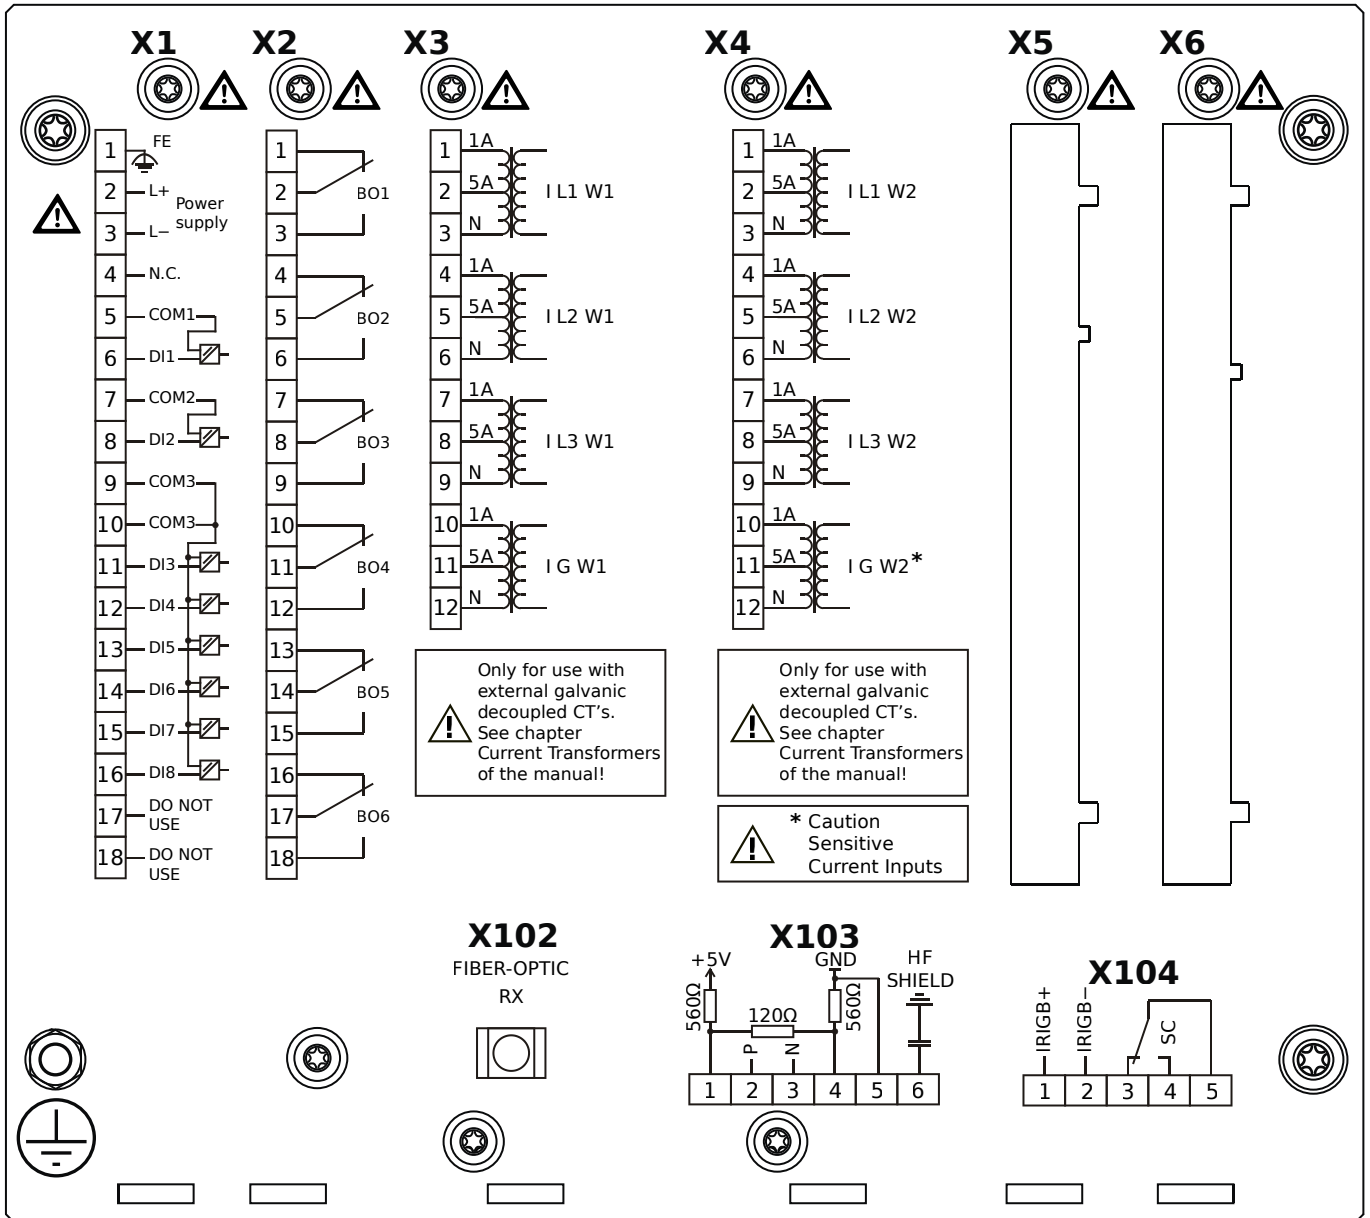 X1 X2 X3 X4 X5 X6
1 FE
2 L+ Power
supply
3 L−
4 N.C.
5 COM1
6 DI1
7 COM2
8 DI2
9 COM3
10 COM3
11 DI3
12 DI4
13 DI5
14 DI6
15 DI7
16 DI8
17 DO NOT
USE
18 DO NOT
USE
1
2 BO1
3
4
5 BO2
6
7
8 BO3
9
10
11 BO4
12
13
14 BO5
15
16
17 BO6
18
1 1A
2 5A I L1 W1
3 N
4 1A
5 5A I L2 W1
6 N
7 1A
8 5A I L3 W1
9 N
10 1A
11 5A I G W1
12 N
Only for use with
external galvanic
decoupled CT's.
See chapter
Current Transformers
of the manual!
1 1A
2 5A I L1 W2
3 N
4 1A
5 5A I L2 W2
6 N
7 1A
8 5A I L3 W2
9 N
10 1A
11 5A I G W2*
12 N
Only for use with
external galvanic
decoupled CT's.
See chapter
Current Transformers
of the manual!
* Caution
Sensitive
Current Inputs
X102
FIBER-OPTIC
RX
X103
+5V GND HF
SHIELD
560Ω 120Ω 560Ω
P N
1 2 3 4 5 6
X104
IRIGB+ IRIGB− SC
1 2 3 4 5